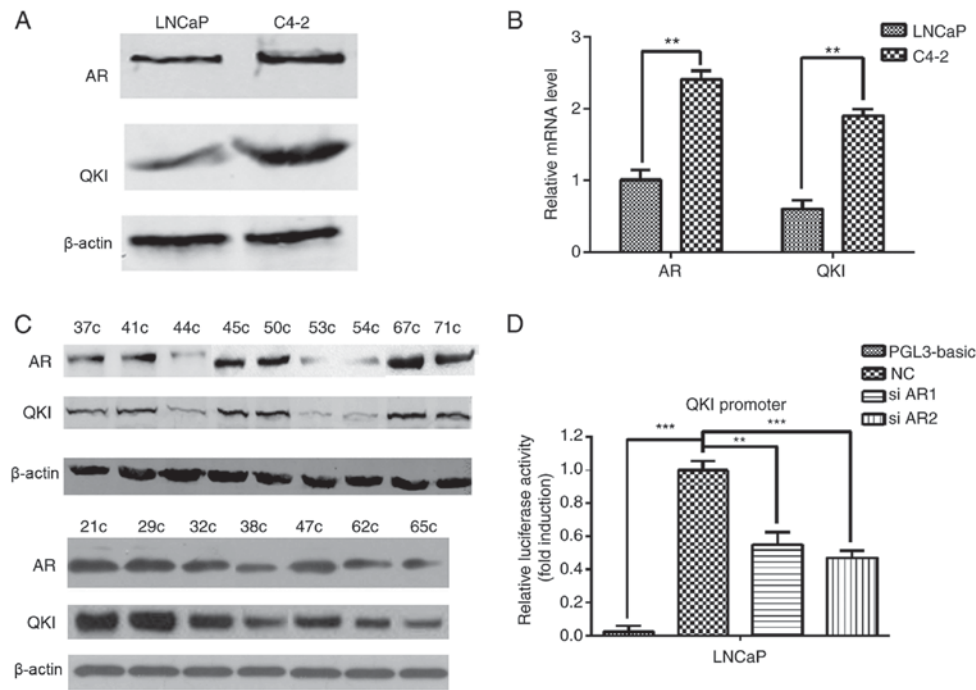 A
LNCaP C4-2
AR
QKI
β-actin
B
LNCaP
C4-2
Relative mRNA level
3
2
1
0
**
**
AR QKI
C
37c 41c 44c 45c 50c 53c 54c 67c 71c
AR
QKI
β-actin
21c 29c 32c 38c 47c 62c 65c
AR
QKI
β-actin
D
PGL3-basic
NC
si AR1
si AR2
QKI promoter
Relative luciferase activity
(fold induction)
1.2
1.0
0.8
0.6
0.4
0.2
0.0
***
***
**
LNCaP